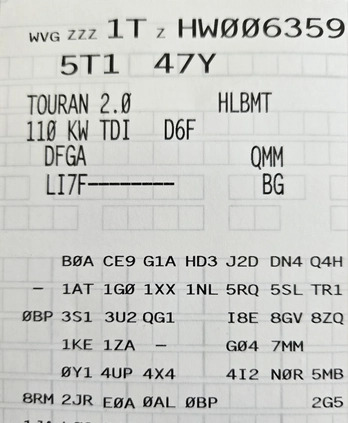 WVG ZZZ 1T Z HW006359
5T1 47Y
TOURAN 2.0 HLBMT
110 KW TDI D6F
DFGA QMM
LI7F-------- BG
B0A CE9 G1A HD3 J2D DN4 Q4H
- 1AT 1G0 1XX 1NL 5RQ 5SL TR1
0BP 3S1 3U2 QG1 I8E 8GV 8ZQ
1KE 1ZA - G04 7MM
0Y1 4UP 4X4 4I2 N0R 5MB
8RM 2JR E0A 0AL 0BP 2G5